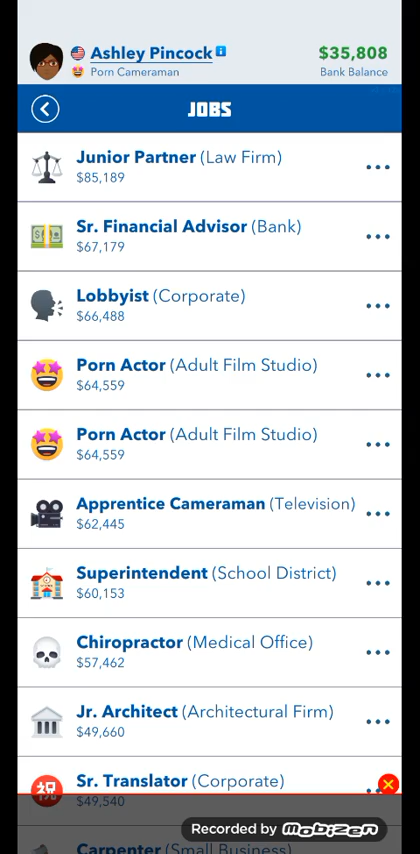 Ashley Pincock
$35,808
Porn Cameraman
Bank Balance
JOBS
Junior Partner (Law Firm)
$85,189
Sr. Financial Advisor (Bank)
$67,179
Lobbyist (Corporate)
$66,488
Porn Actor (Adult Film Studio)
$64,559
Porn Actor (Adult Film Studio)
$64,559
Apprentice Cameraman (Television)
$62,445
Superintendent (School District)
$60,153
Chiropractor (Medical Office)
$57,462
Jr. Architect (Architectural Firm)
$49,660
祝
Sr. Translator (Corporate)
$49,540
Recorded by Mobizen
Carpenter (Small Business)